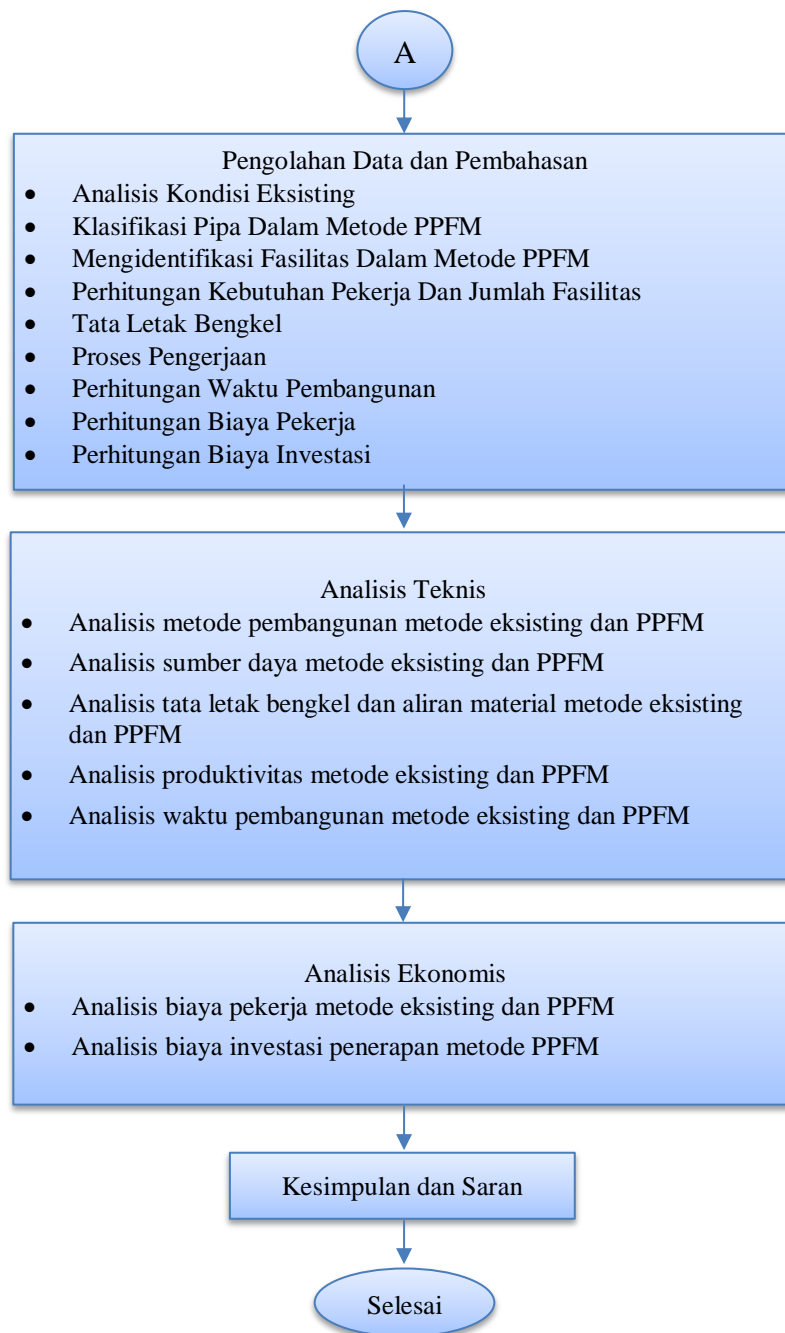 A
Pengolahan Data dan Pembahasan
• Analisis Kondisi Eksisting
• Klasifikasi Pipa Dalam Metode PPFM
• Mengidentifikasi Fasilitas Dalam Metode PPFM
• Perhitungan Kebutuhan Pekerja Dan Jumlah Fasilitas
• Tata Letak Bengkel
• Proses Pengerjaan
• Perhitungan Waktu Pembangunan
• Perhitungan Biaya Pekerja
• Perhitungan Biaya Investasi
Analisis Teknis
• Analisis metode pembangunan metode eksisting dan PPFM
• Analisis sumber daya metode eksisting dan PPFM
• Analisis tata letak bengkel dan aliran material metode eksisting
dan PPFM
• Analisis produktivitas metode eksisting dan PPFM
• Analisis waktu pembangunan metode eksisting dan PPFM
Analisis Ekonomis
• Analisis biaya pekerja metode eksisting dan PPFM
• Analisis biaya investasi penerapan metode PPFM
Kesimpulan dan Saran
Selesai